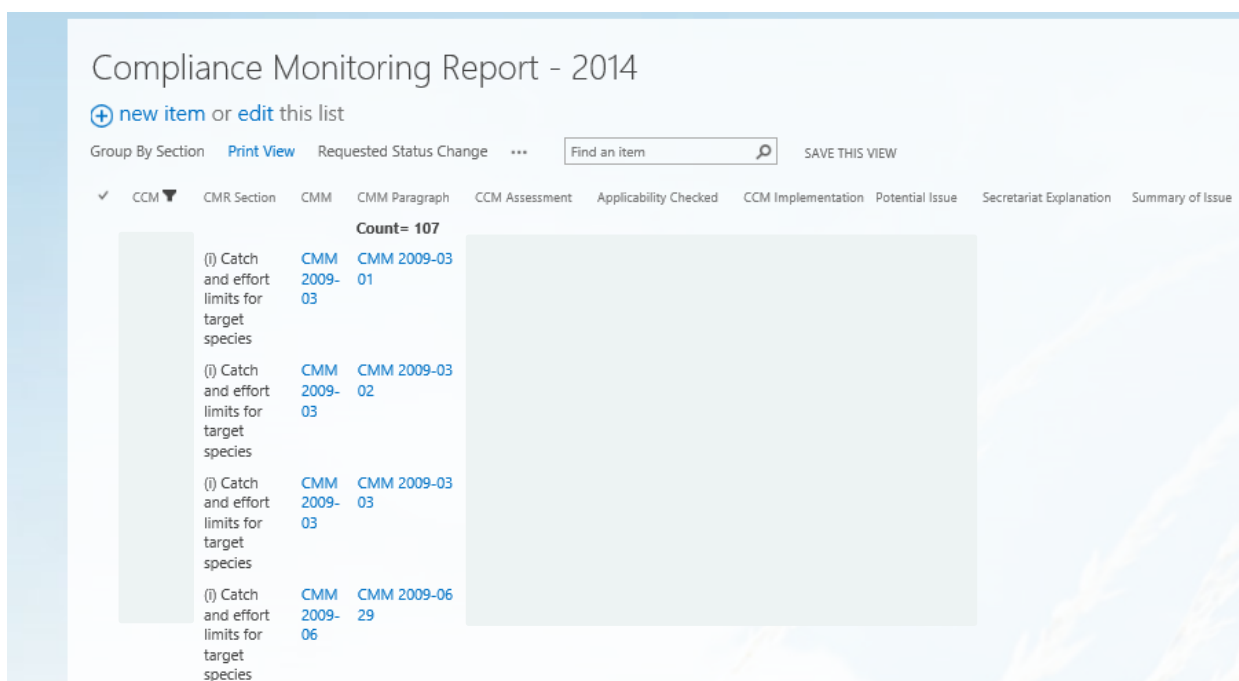 Compliance Monitoring Report - 2014
new item or edit this list
Group By Section Print View Requested Status Change ••• Find an item SAVE THIS VIEW
CCM CMR Section CMM CMM Paragraph CCM Assessment Applicability Checked CCM Implementation Potential Issue Secretariat Explanation Summary of Issue
Count= 107
(i) Catch CMM CMM 2009-03
and effort 2009- 01
limits for 03
target
species
(i) Catch CMM CMM 2009-03
and effort 2009- 02
limits for 03
target
species
(i) Catch CMM CMM 2009-03
and effort 2009- 03
limits for 03
target
species
(i) Catch CMM CMM 2009-06
and effort 2009- 29
limits for 06
target
species